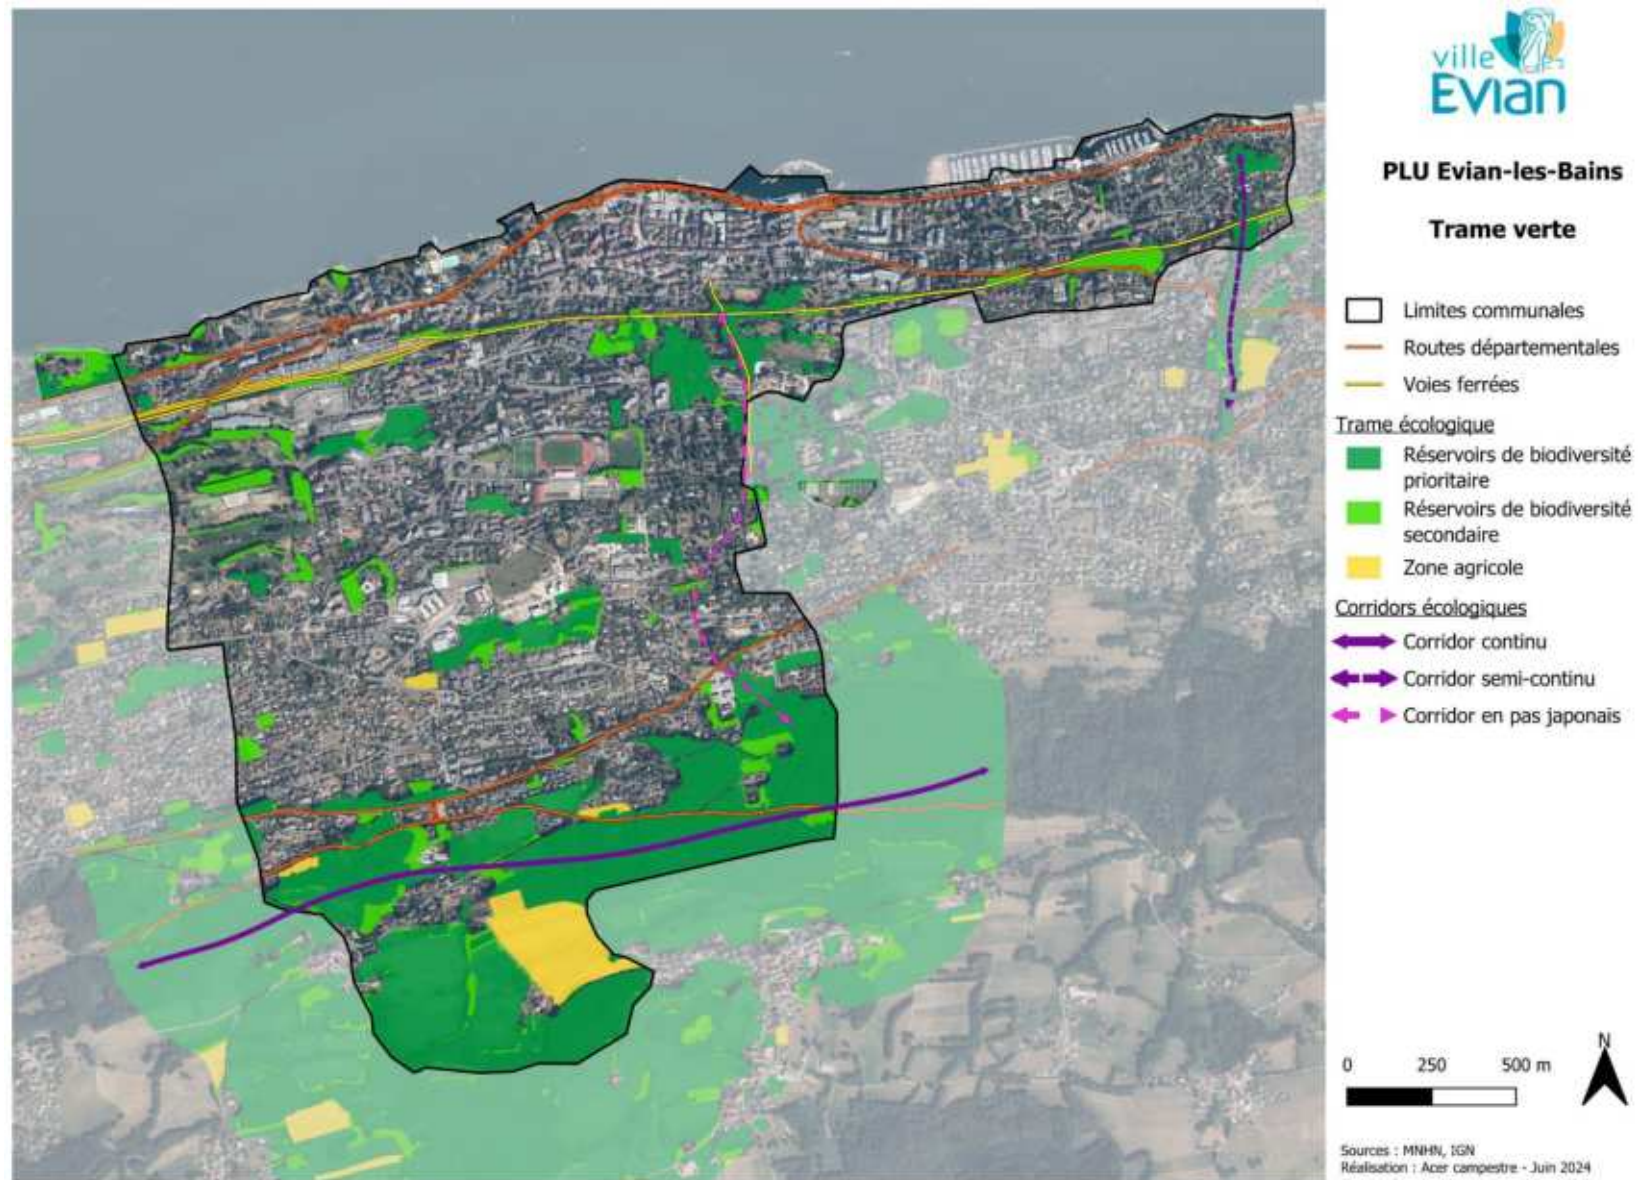 ville
Evian
PLU Evian-les-Bains
Trame verte
Limites communales
Routes départementales
Voies ferrées
Trame écologique
Réservoirs de biodiversité
prioritaire
Réservoirs de biodiversité
secondaire
Zone agricole
Corridors écologiques
Corridor continu
Corridor semi-continu
Corridor en pas japonais
0 250 500 m
N
Sources : MNHN, IGN
Réalisation : Acer campestre - Juin 2024